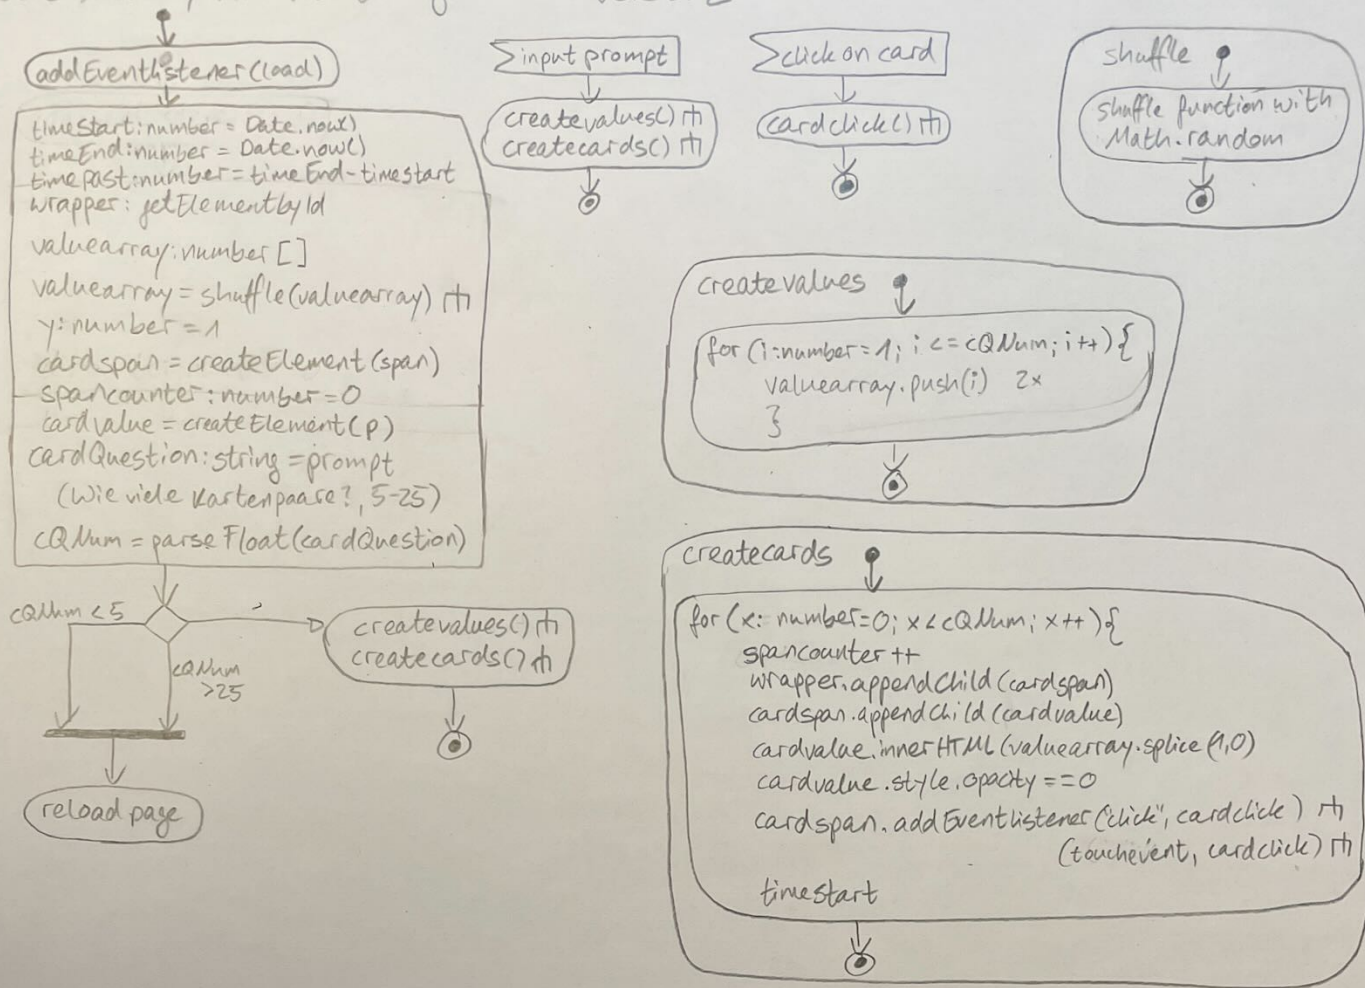 addEventListener(load)
timeStart:number = Date.now()
timeEnd:number = Date.now()
timepast:number=timeEnd-timestart
wrapper: getElementbyId
valuearray:number []
valuearray=shuffle(valuearray)
y:number=1
cardspan=createElement(span)
spancounter:number=0
cardvalue=createElement(p)
cardQuestion:string=prompt
(Wie viele Kartenpaare?, 5-25)
cQNum=parseFloat(cardQuestion)
cQNum<5
cQNum
>25
createvalues()
createcards()
reload page
input prompt
createvalues()
createcards()
click on card
cardclick()
shuffle
shuffle function with
Math.random
createvalues
for(i:number=1; i<=cQNum; i++){
valuearray.push(i) 2x
}
createcards
for(x: number=0; x<cQNum; x++){
spancounter++
wrapper.appendChild(cardspan)
cardspan.appendChild(cardvalue)
cardvalue.innerHTML(valuearray.splice(1,0)
cardvalue.style.opacity==0
cardspan.addEventListener("click", cardclick)
(touchevent, cardclick)
timestart